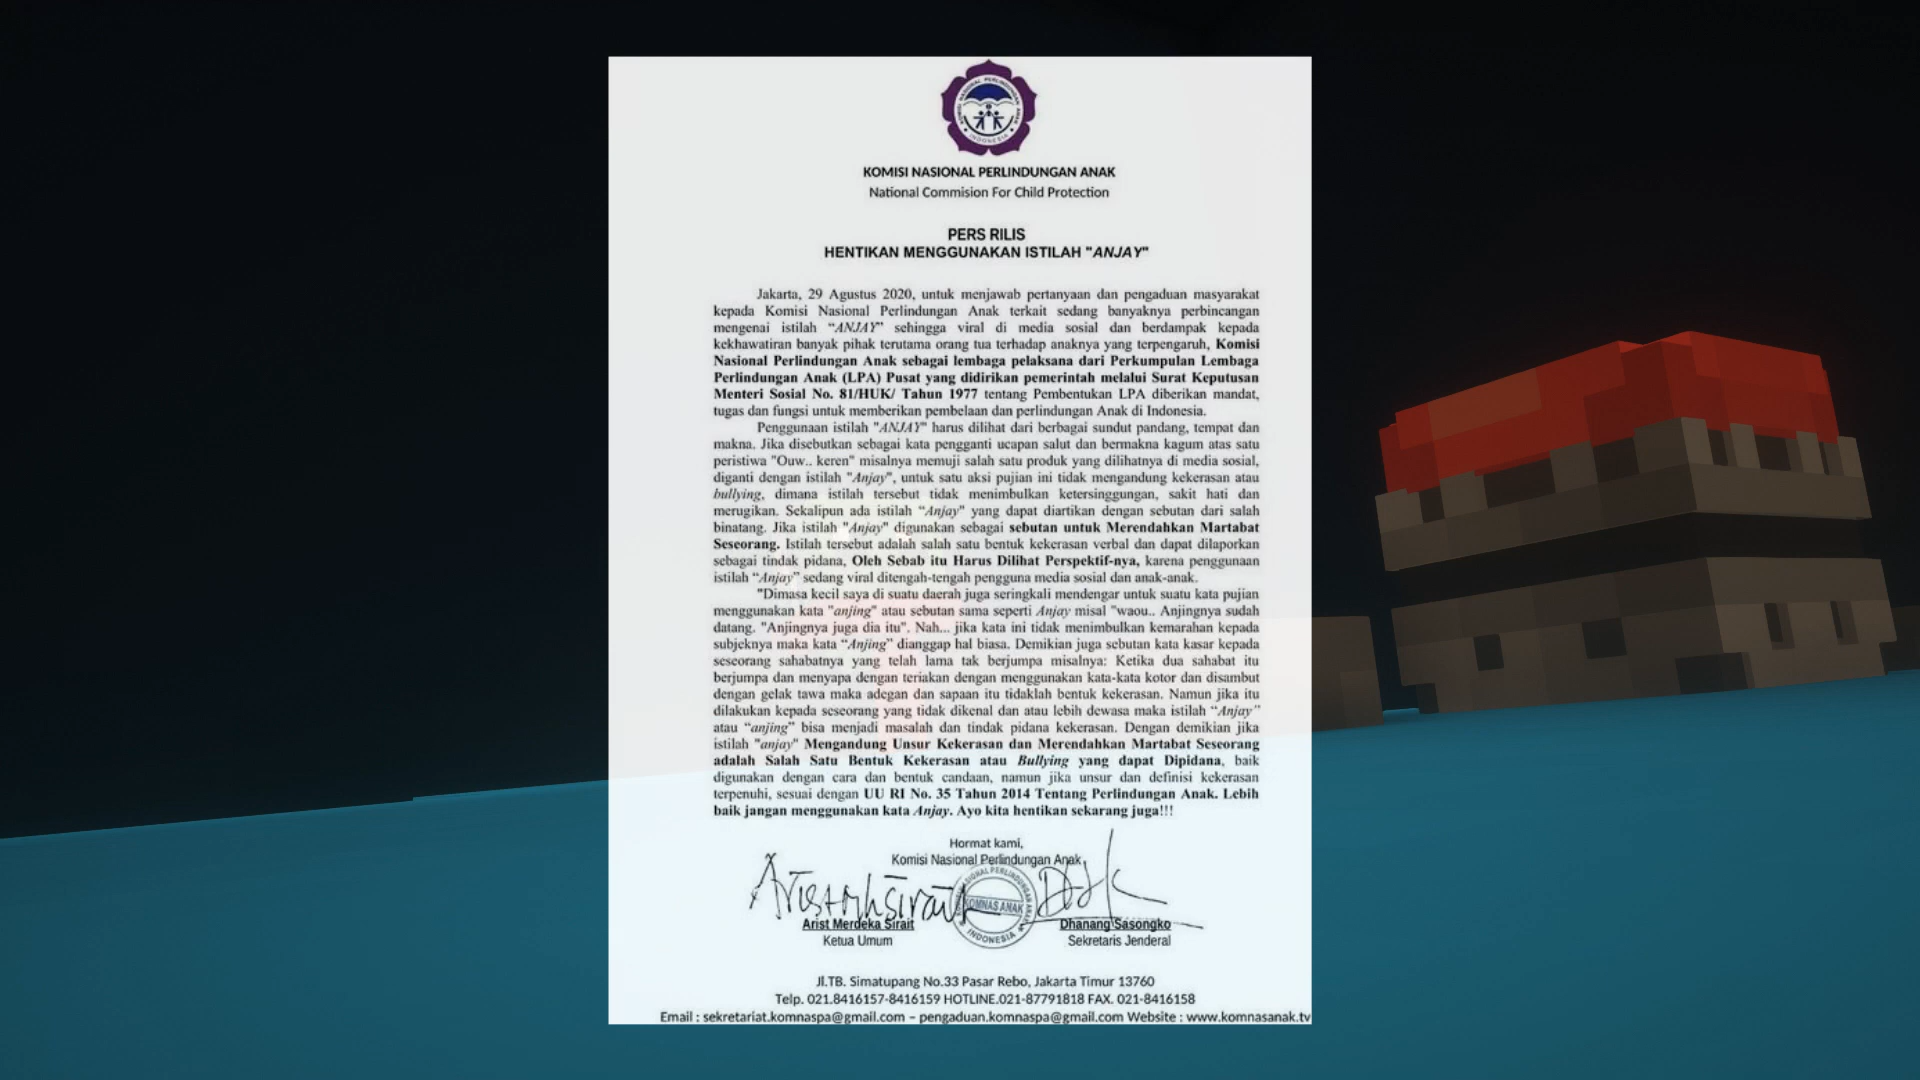 KOMISI NASIONAL PERLINDUNGAN ANAK
INDONESIA
KOMISI NASIONAL PERLINDUNGAN ANAK
National Commision For Child Protection
PERS RILIS
HENTIKAN MENGGUNAKAN ISTILAH "ANJAY"
Jakarta, 29 Agustus 2020, untuk menjawab pertanyaan dan pengaduan masyarakat
kepada Komisi Nasional Perlindungan Anak terkait sedang banyaknya perbincangan
mengenai istilah “ANJAY” sehingga viral di media sosial dan berdampak kepada
kekhawatiran banyak pihak terutama orang tua terhadap anaknya yang terpengaruh, Komisi
Nasional Perlindungan Anak sebagai lembaga pelaksana dari Perkumpulan Lembaga
Perlindungan Anak (LPA) Pusat yang didirikan pemerintah melalui Surat Keputusan
Menteri Sosial No. 81/HUK/ Tahun 1977 tentang Pembentukan LPA diberikan mandat,
tugas dan fungsi untuk memberikan pembelaan dan perlindungan Anak di Indonesia.
Penggunaan istilah "ANJAY" harus dilihat dari berbagai sundut pandang, tempat dan
makna. Jika disebutkan sebagai kata pengganti ucapan salut dan bermakna kagum atas satu
peristiwa "Ouw.. keren" misalnya memuji salah satu produk yang dilihatnya di media sosial,
diganti dengan istilah "Anjay", untuk satu aksi pujian ini tidak mengandung kekerasan atau
bullying, dimana istilah tersebut tidak menimbulkan ketersinggungan, sakit hati dan
merugikan. Sekalipun ada istilah “Anjay” yang dapat diartikan dengan sebutan dari salah
binatang. Jika istilah "Anjay" digunakan sebagai sebutan untuk Merendahkan Martabat
Seseorang. Istilah tersebut adalah salah satu bentuk kekerasan verbal dan dapat dilaporkan
sebagai tindak pidana, Oleh Sebab itu Harus Dilihat Perspektif-nya, karena penggunaan
istilah “Anjay” sedang viral ditengah-tengah pengguna media sosial dan anak-anak.
"Dimasa kecil saya di suatu daerah juga seringkali mendengar untuk suatu kata pujian
menggunakan kata "anjing" atau sebutan sama seperti Anjay misal "waou.. Anjingnya sudah
datang. "Anjingnya juga dia itu". Nah... jika kata ini tidak menimbulkan kemarahan kepada
subjeknya maka kata “Anjing” dianggap hal biasa. Demikian juga sebutan kata kasar kepada
seseorang sahabatnya yang telah lama tak berjumpa misalnya: Ketika dua sahabat itu
berjumpa dan menyapa dengan teriakan dengan menggunakan kata-kata kotor dan disambut
dengan gelak tawa maka adegan dan sapaan itu tidaklah bentuk kekerasan. Namun jika itu
dilakukan kepada seseorang yang tidak dikenal dan atau lebih dewasa maka istilah “Anjay”
atau “anjing” bisa menjadi masalah dan tindak pidana kekerasan. Dengan demikian jika
istilah "anjay" Mengandung Unsur Kekerasan dan Merendahkan Martabat Seseorang
adalah Salah Satu Bentuk Kekerasan atau Bullying yang dapat Dipidana, baik
digunakan dengan cara dan bentuk candaan, namun jika unsur dan definisi kekerasan
terpenuhi, sesuai dengan UU RI No. 35 Tahun 2014 Tentang Perlindungan Anak. Lebih
baik jangan menggunakan kata Anjay. Ayo kita hentikan sekarang juga!!!
Hormat kami,
Komisi Nasional Perlindungan Anak
KOMISI NASIONAL PERLINDUNGAN ANAK
KOMNAS ANAK
INDONESIA
Arist Merdeka Sirait
Dhanang Sasongko
Ketua Umum
Sekretaris Jenderal
Jl.TB. Simatupang No.33 Pasar Rebo, Jakarta Timur 13760
Telp. 021.8416157-8416159 HOTLINE.021-87791818 FAX. 021-8416158
Email : sekretariat.komnaspa@gmail.com – pengaduan.komnaspa@gmail.com Website : www.komnasanak.tv